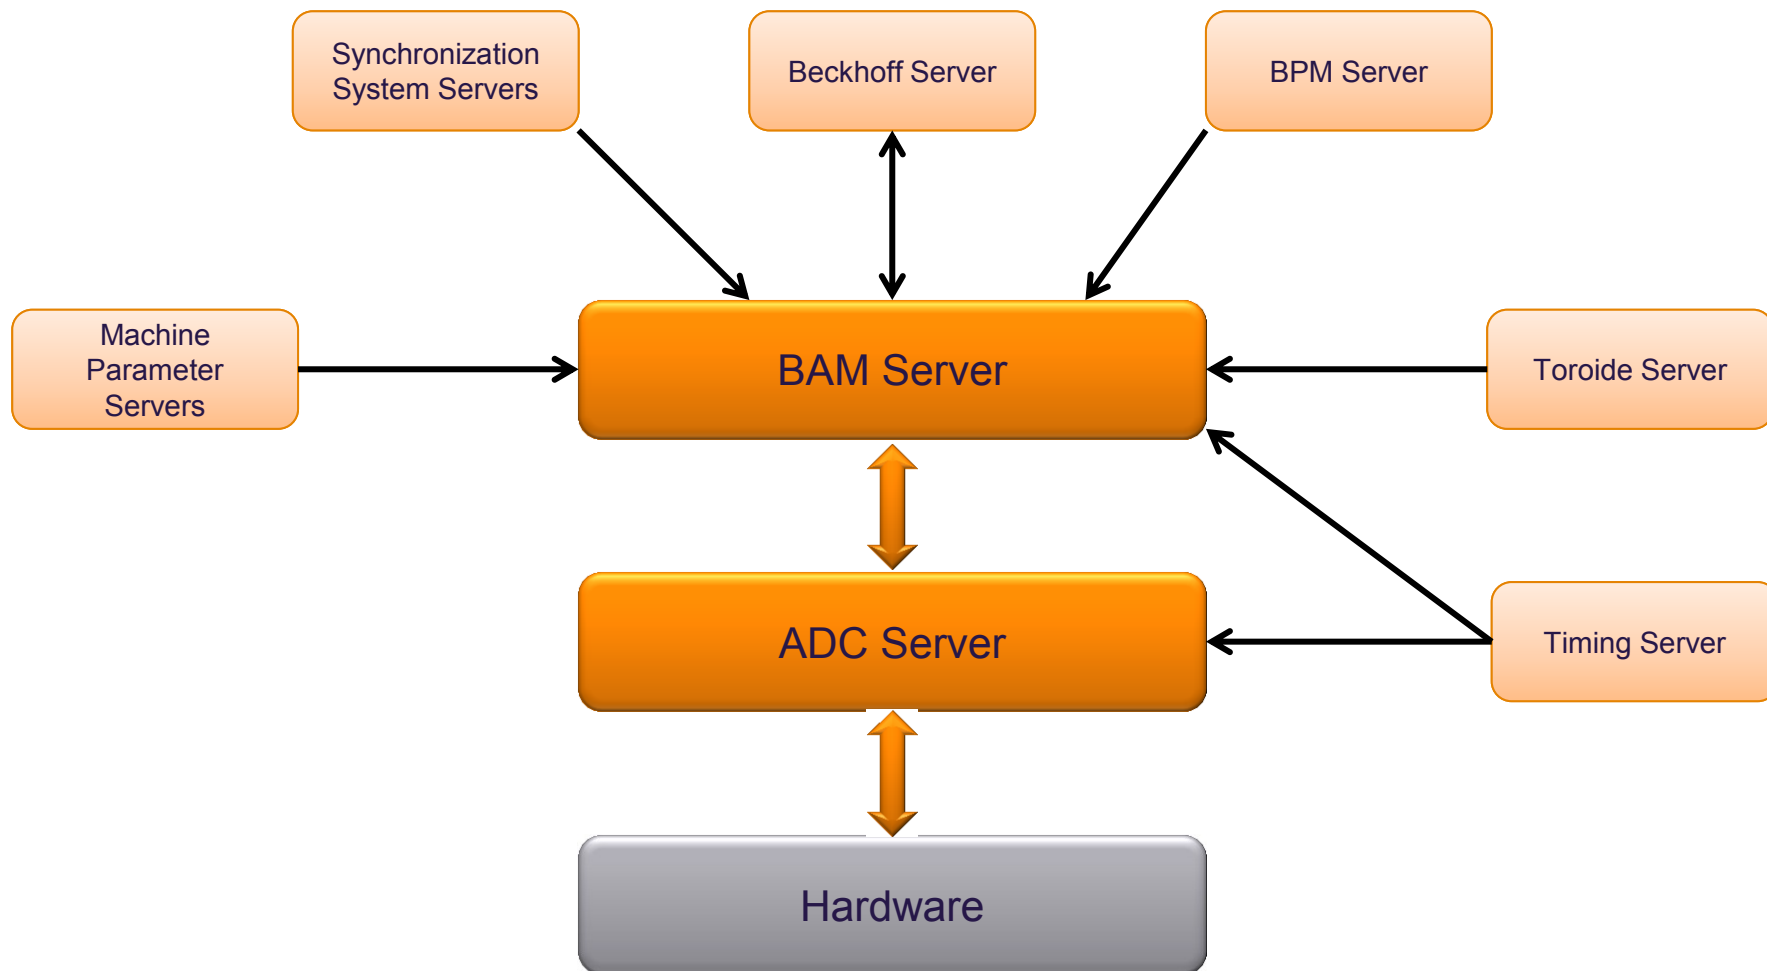 Synchronization
System Servers
Beckhoff Server
BPM Server
Machine
Parameter
Servers
BAM Server
Toroide Server
ADC Server
Timing Server
Hardware